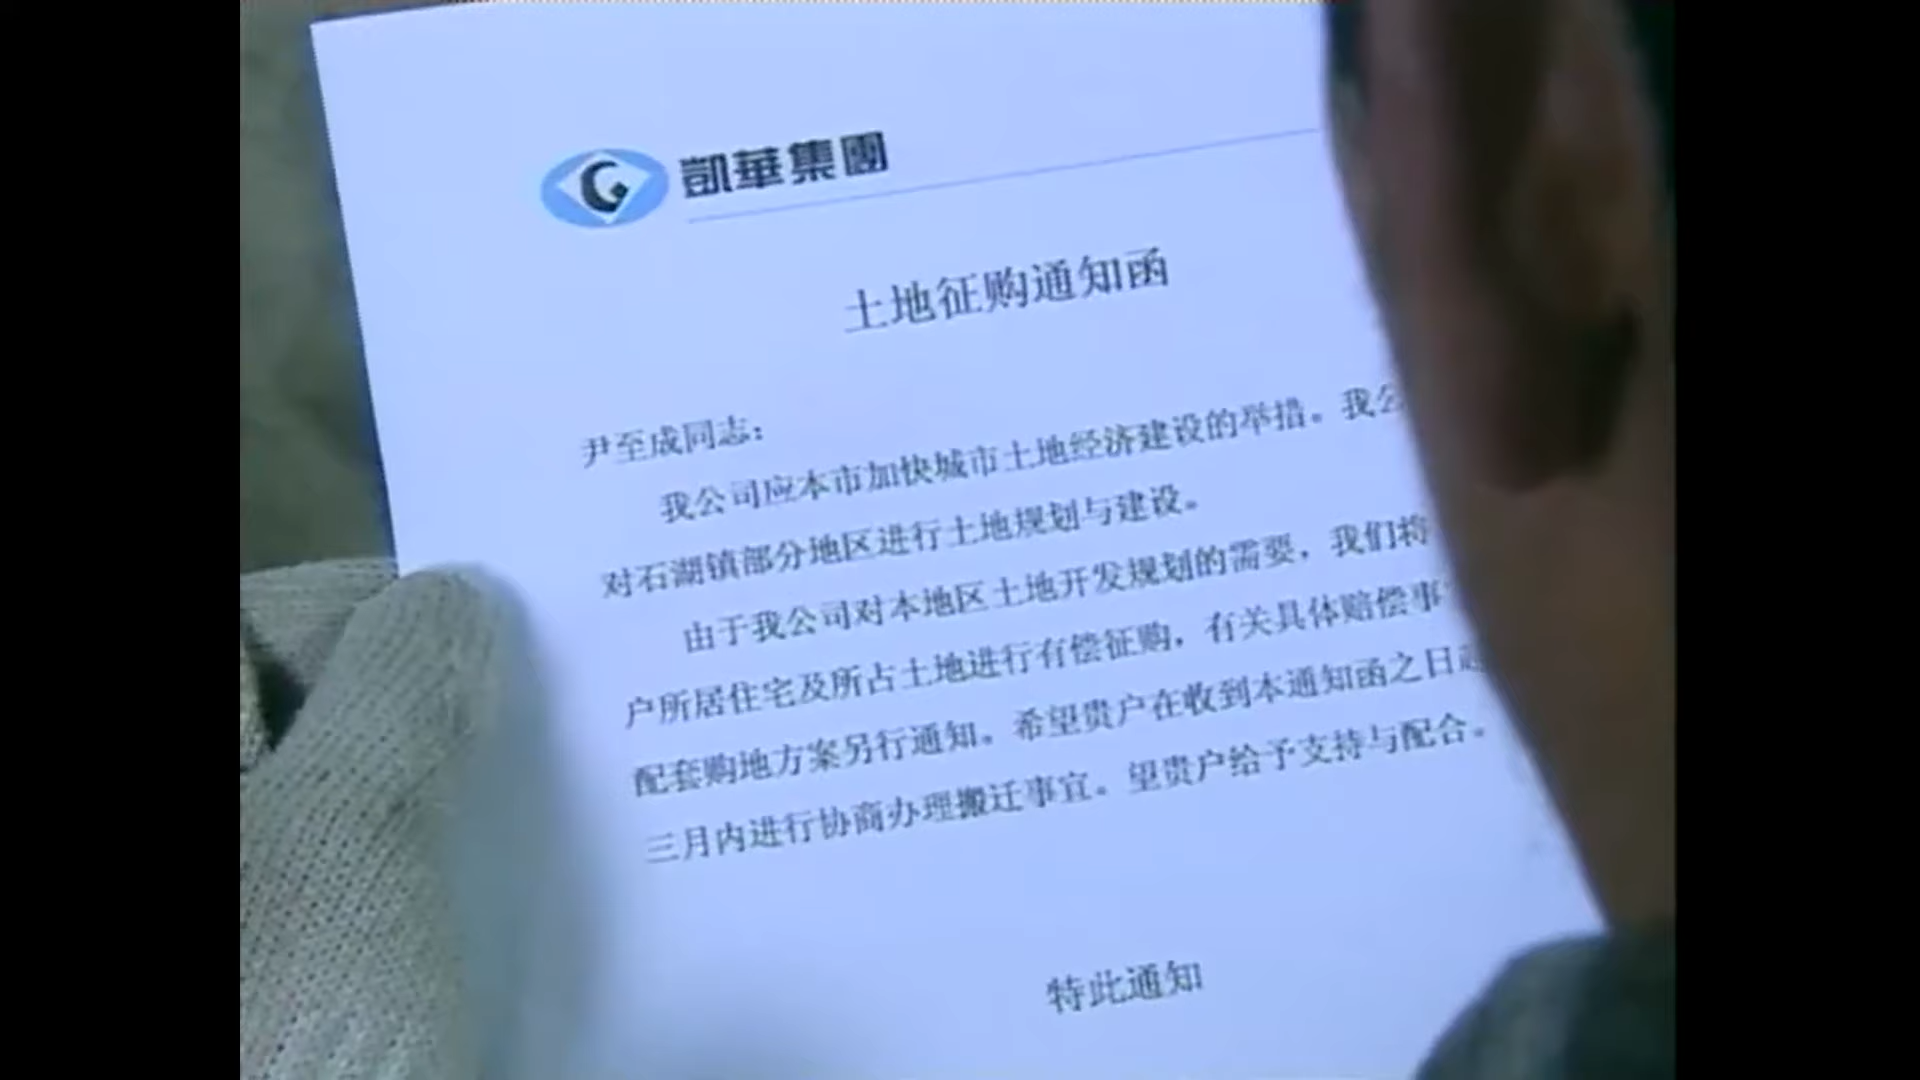 凱華集團
土地征购通知函
尹至成同志：
我公司应本市加快城市土地经济建设的举措。我公
对石湖镇部分地区进行土地规划与建设。
由于我公司对本地区土地开发规划的需要，我们将
户所居住宅及所占土地进行有偿征购，有关具体赔偿事
配套购地方案另行通知。希望贵户在收到本通知函之日起
三月内进行协商办理搬迁事宜。望贵户给予支持与配合。
特此通知